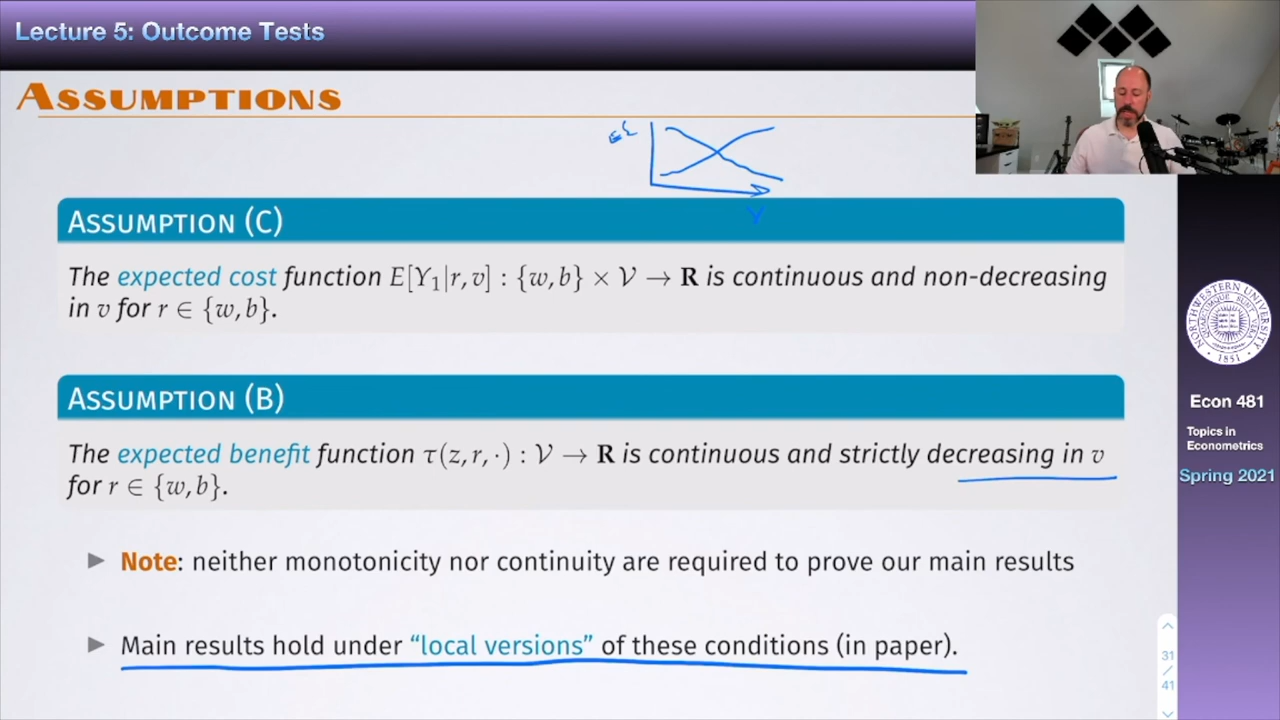 Lecture 5: Outcome Tests
ASSUMPTIONS
ASSUMPTION (C)
The expected cost function E[Y₁|r, v] : {w, b} × 𝒱 → R is continuous and non-decreasing
in v for r ∈ {w, b}.
ASSUMPTION (B)
The expected benefit function τ(z, r, ·) : 𝒱 → R is continuous and strictly decreasing in v
for r ∈ {w, b}.
▶ Note: neither monotonicity nor continuity are required to prove our main results
▶ Main results hold under “local versions” of these conditions (in paper).
NORTHWESTERN UNIVERSITY
1851
Econ 481
Topics in
Econometrics
Spring 2021
31
/
41